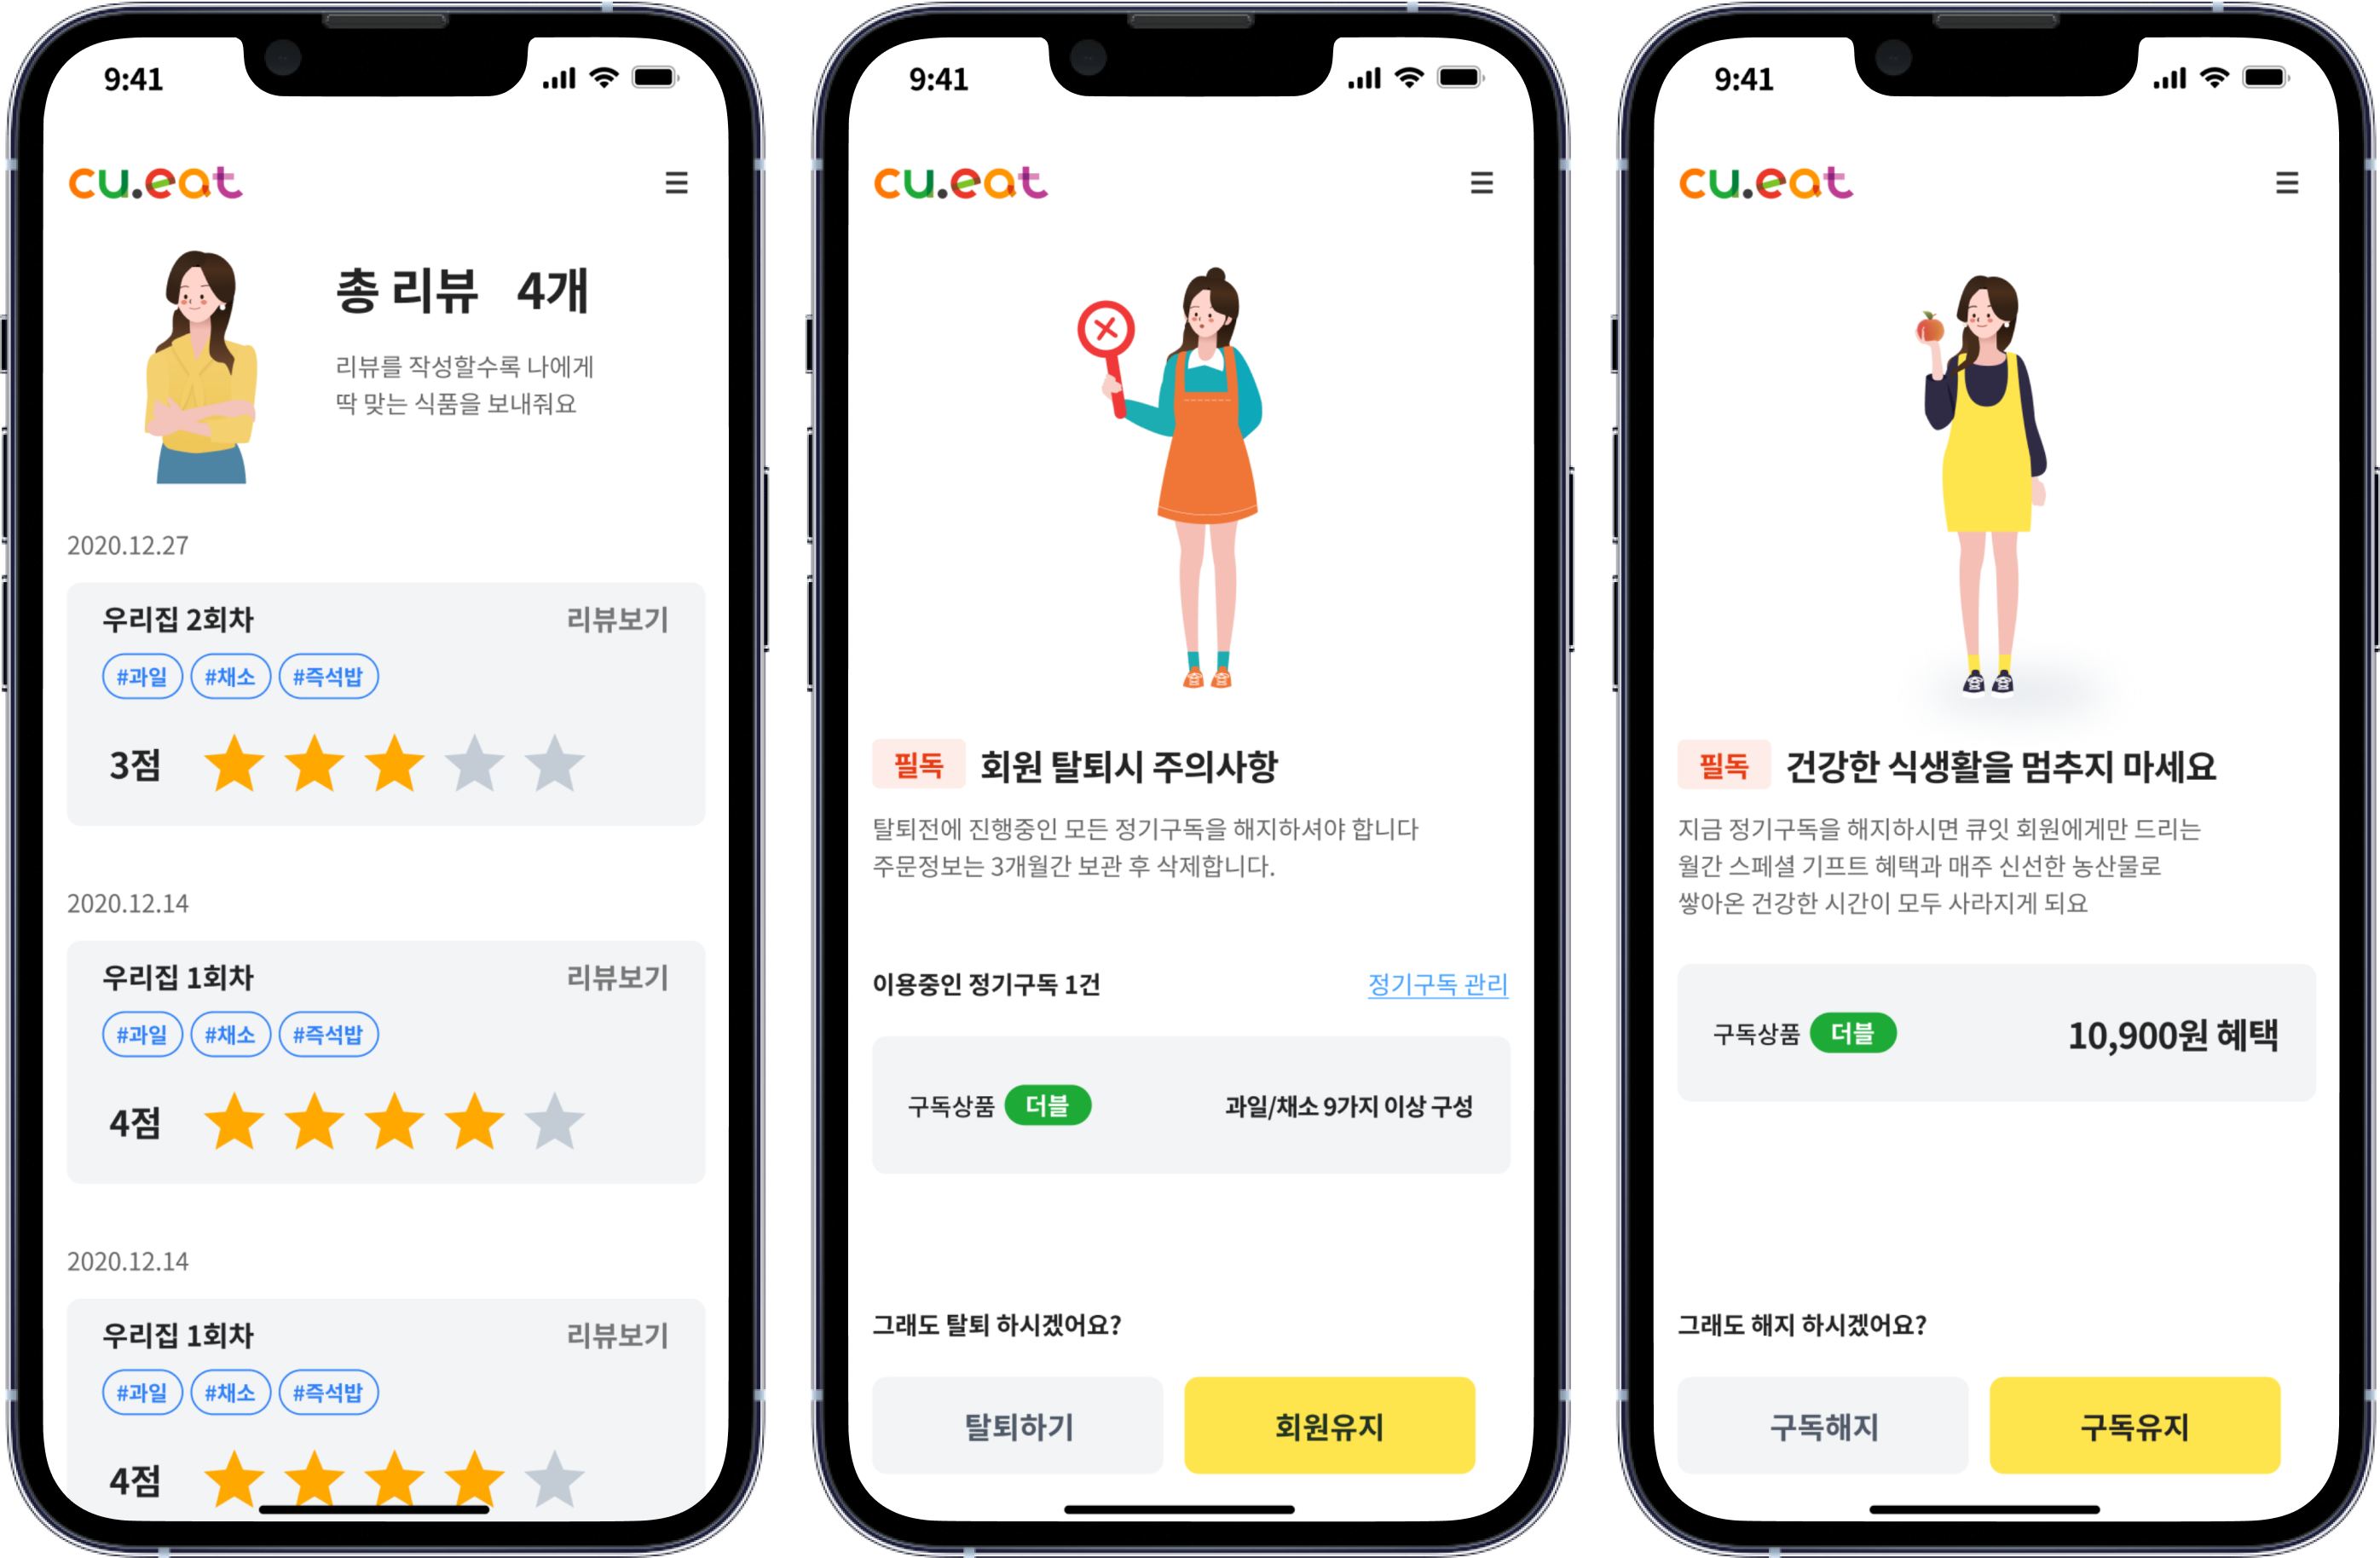 9:41
cu.eat
총 리뷰 4개
리뷰를 작성할수록 나에게
딱 맞는 식품을 보내줘요
2020.12.27
우리집 2회차 리뷰보기
#과일 #채소 #즉석밥
3점
2020.12.14
우리집 1회차 리뷰보기
#과일 #채소 #즉석밥
4점
2020.12.14
우리집 1회차 리뷰보기
#과일 #채소 #즉석밥
4점
9:41
cu.eat
필독 회원 탈퇴시 주의사항
탈퇴전에 진행중인 모든 정기구독을 해지하셔야 합니다
주문정보는 3개월간 보관 후 삭제합니다.
이용중인 정기구독 1건 정기구독 관리
구독상품 더블 과일/채소 9가지 이상 구성
그래도 탈퇴 하시겠어요?
탈퇴하기 회원유지
9:41
cu.eat
필독 건강한 식생활을 멈추지 마세요
지금 정기구독을 해지하시면 큐잇 회원에게만 드리는
월간 스페셜 기프트 혜택과 매주 신선한 농산물로
쌓아온 건강한 시간이 모두 사라지게 되요
구독상품 더블 10,900원 혜택
그래도 해지 하시겠어요?
구독해지 구독유지